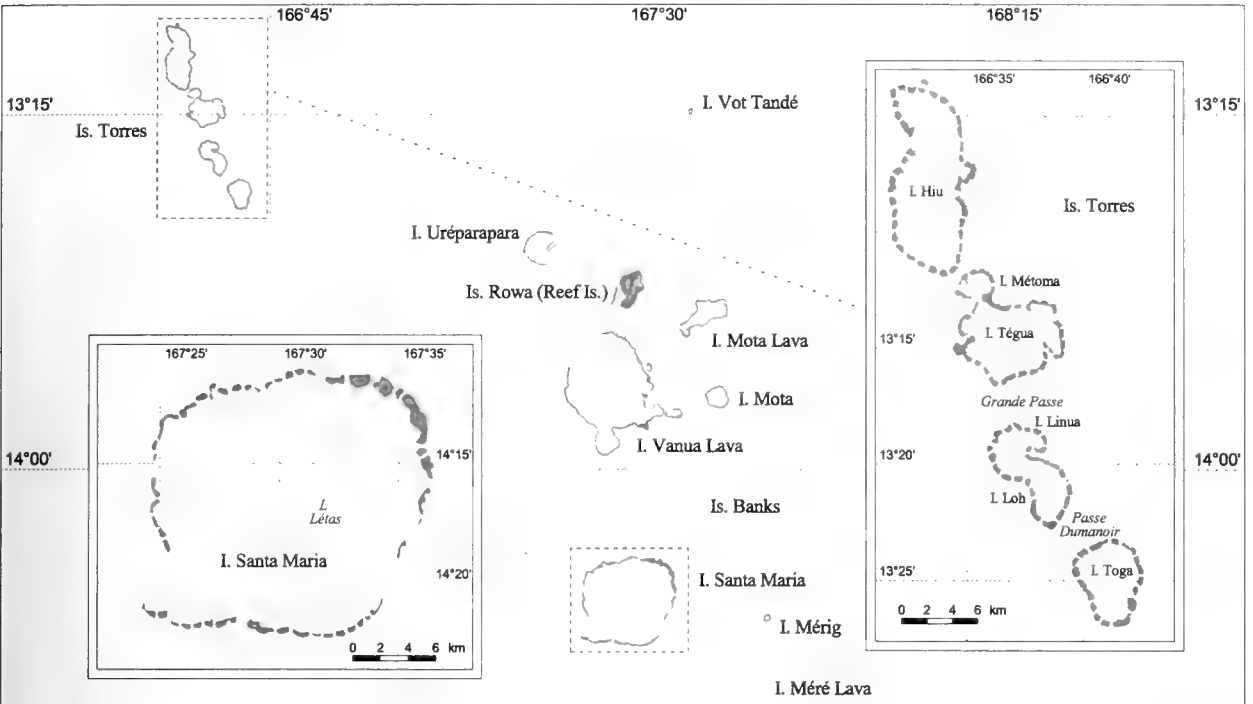 166°45'
167°30'
168°15'
13°15'
13°15'
Is. Torres
I. Vot Tandé
I. Uréparapara
Is. Rowa (Reef Is.)
I. Mota Lava
I. Mota
I. Vanua Lava
14°00'
14°00'
Is. Banks
I. Santa Maria
I. Mérig
I. Méré Lava
167°25'
167°30'
167°35'
14°15'
L.
Létas
I. Santa Maria
14°20'
0 2 4 6 km
166°35'
166°40'
I. Hiu
Is. Torres
I. Métoma
13°15'
I. Tégua
Grande Passe
I. Linua
13°20'
I. Loh
Passe
Dumanoir
13°25'
I. Toga
0 2 4 6 km